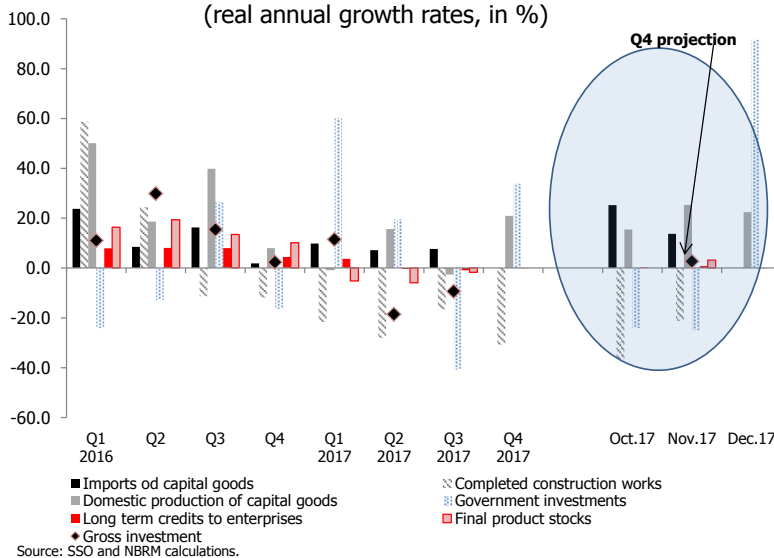 (real annual growth rates, in %)
100.0
80.0
60.0
40.0
20.0
0.0
-20.0
-40.0
-60.0
Q4 projection
Q1 Q2 Q3 Q4 Q1 Q2 Q3 Q4 Oct.17 Nov.17 Dec.17
2016 2017 2017 2017 2017
Imports od capital goods Completed construction works
Domestic production of capital goods Government investments
Long term credits to enterprises Final product stocks
Gross investment
Source: SSO and NBRM calculations.